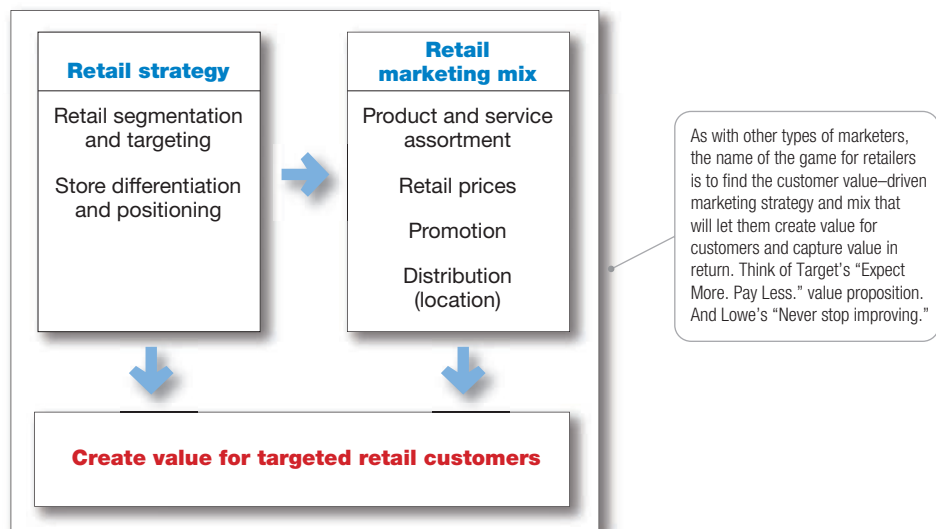 Retail strategy
Retail segmentation
and targeting
Store differentiation
and positioning
Retail
marketing mix
Product and service
assortment
Retail prices
Promotion
Distribution
(location)
Create value for targeted retail customers
As with other types of marketers,
the name of the game for retailers
is to find the customer value–driven
marketing strategy and mix that
will let them create value for
customers and capture value in
return. Think of Target’s “Expect
More. Pay Less.” value proposition.
And Lowe’s “Never stop improving.”